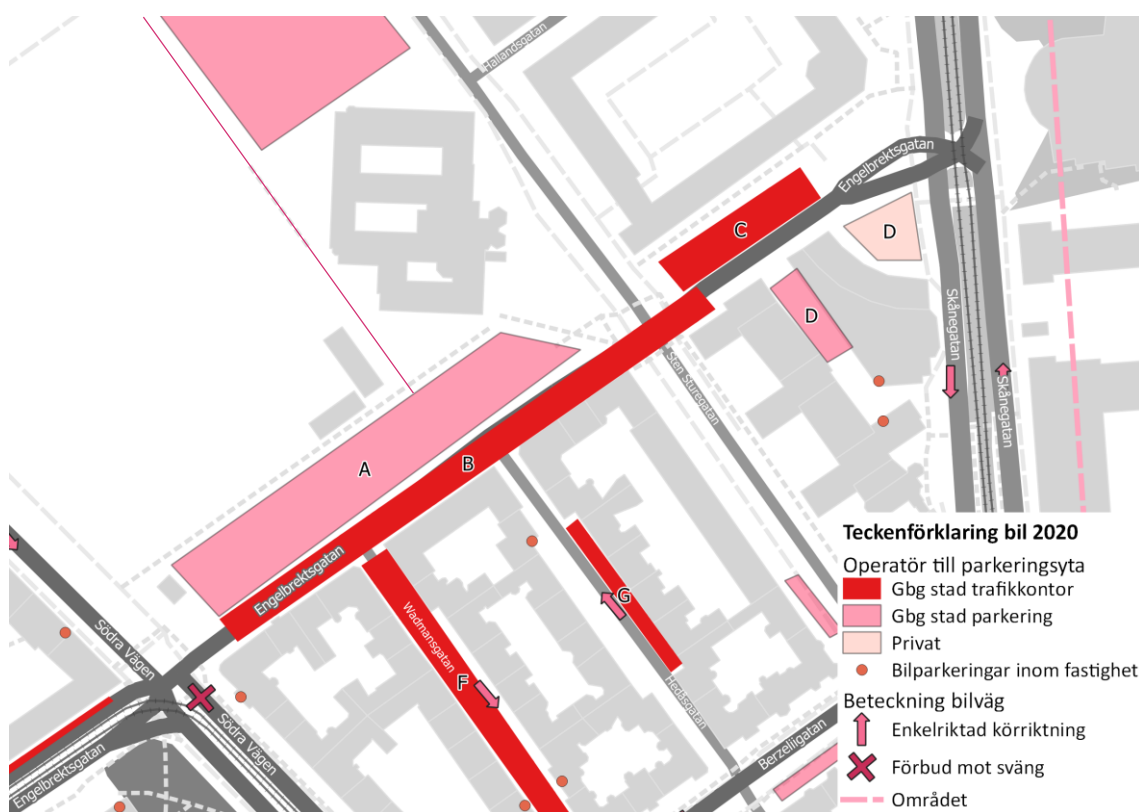 Hallandsgatan
Engelbrektsgatan
C
D
D
Skånegatan
Skånegatan
Sten Sturegatan
A
B
Engelbrektsgatan
G
Wadmansgatan
F
Hedåsgatan
Södra Vägen
Södra Vägen
Engelbrektsgatan
Berzeliigatan
Teckenförklaring bil 2020
Operatör till parkeringsyta
Gbg stad trafikkontor
Gbg stad parkering
Privat
Bilparkeringar inom fastighet
Beteckning bilväg
Enkelriktad körriktning
Förbud mot sväng
Området